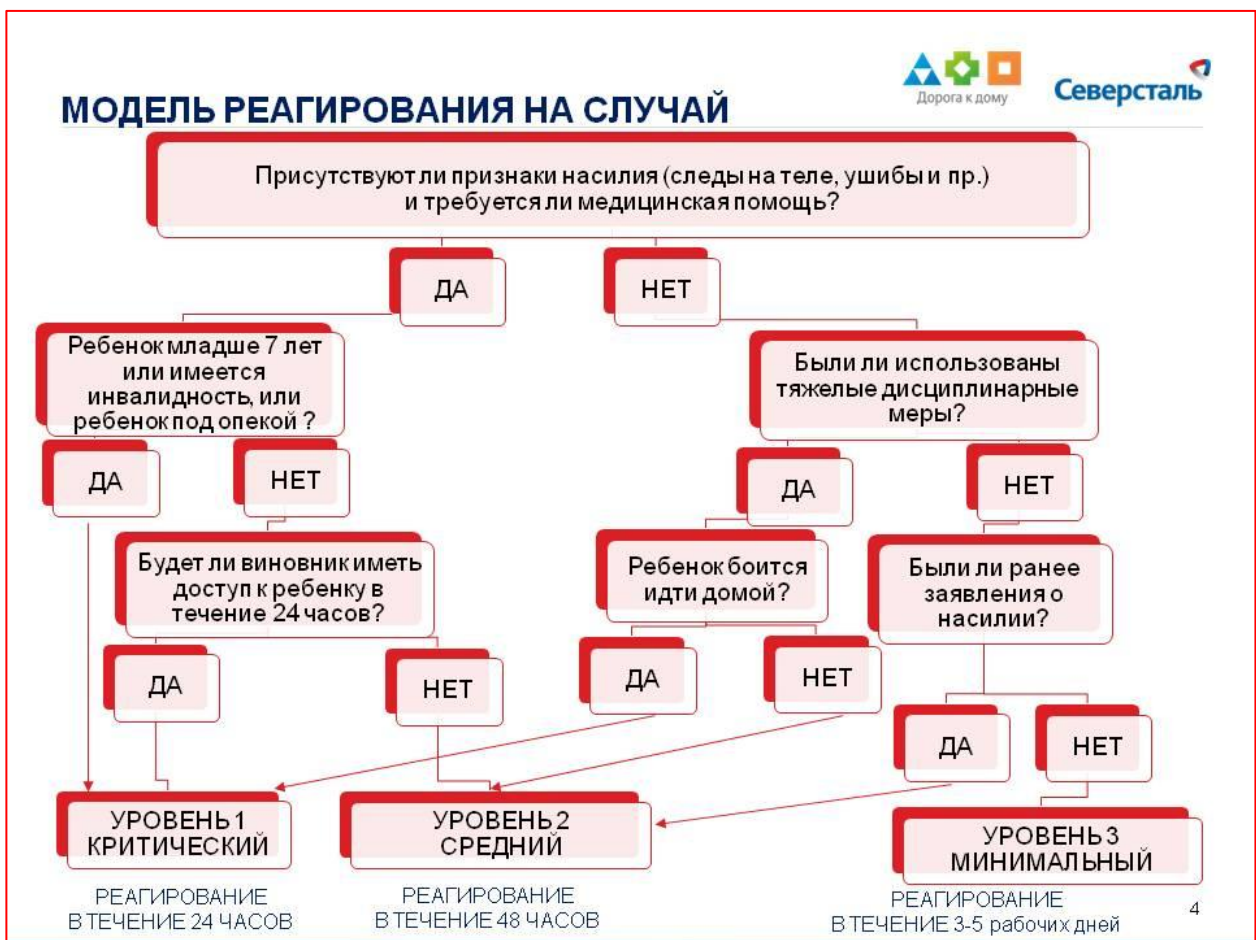 Дорога к дому
Северсталь
МОДЕЛЬ РЕАГИРОВАНИЯ НА СЛУЧАЙ
Присутствуют ли признаки насилия (следы на теле, ушибы и пр.)
и требуется ли медицинская помощь?
ДА
НЕТ
Ребенок младше 7 лет
или имеется
инвалидность, или
ребенок под опекой ?
Были ли использованы
тяжелые дисциплинарные
меры?
ДА
НЕТ
ДА
НЕТ
Будет ли виновник иметь
доступ к ребенку в
течение 24 часов?
Ребенок боится
идти домой?
Были ли ранее
заявления о
насилии?
ДА
НЕТ
ДА
НЕТ
ДА
НЕТ
УРОВЕНЬ 1
КРИТИЧЕСКИЙ
УРОВЕНЬ 2
СРЕДНИЙ
УРОВЕНЬ 3
МИНИМАЛЬНЫЙ
РЕАГИРОВАНИЕ
В ТЕЧЕНИЕ 24 ЧАСОВ
РЕАГИРОВАНИЕ
В ТЕЧЕНИЕ 48 ЧАСОВ
РЕАГИРОВАНИЕ
В ТЕЧЕНИЕ 3-5 рабочих дней
4